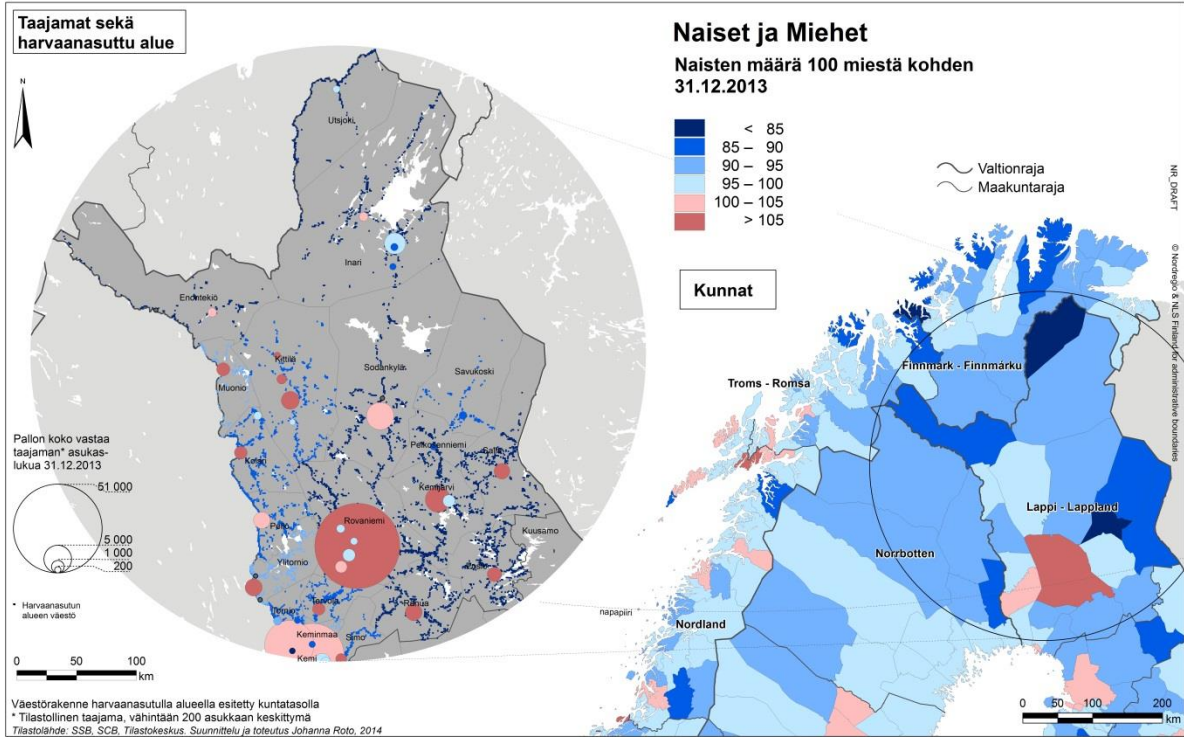 Taajamat sekä
harvaanasuttu alue
N
Utsjoki
Inari
Enontekiö
Kittilä
Muonio
Sodankylä
Savukoski
Pelkosenniemi
Salla
Kolari
Kemijärvi
Pello
Rovaniemi
Kuusamo
Ylitornio
Posio
Tornio
Tervola
Ranua
Keminmaa
Simo
Kemi
Pallon koko vastaa
taajaman* asukas-
lukua 31.12.2013
51 000
5 000
1 000
200
Harvaanasutun
alueen väestö
0 50 100
km
Väestörakenne harvaanasutulla alueella esitetty kuntatasolla
* Tilastollinen taajama, vähintään 200 asukkaan keskittymä
Tilastolähde: SSB, SCB, Tilastokeskus. Suunnittelu ja toteutus Johanna Roto, 2014
Naiset ja Miehet
Naisten määrä 100 miestä kohden
31.12.2013
< 85
85 – 90
90 – 95
95 – 100
100 – 105
> 105
Valtionraja
Maakuntaraja
Kunnat
Finnmark - Finnmárku
Troms - Romsa
Lappi - Lappland
Norrbotten
napapiiri
Nordland
0 50 100 200
km
NR_DRAFT
© Nordregio & NLS Finland for administrative boundaries